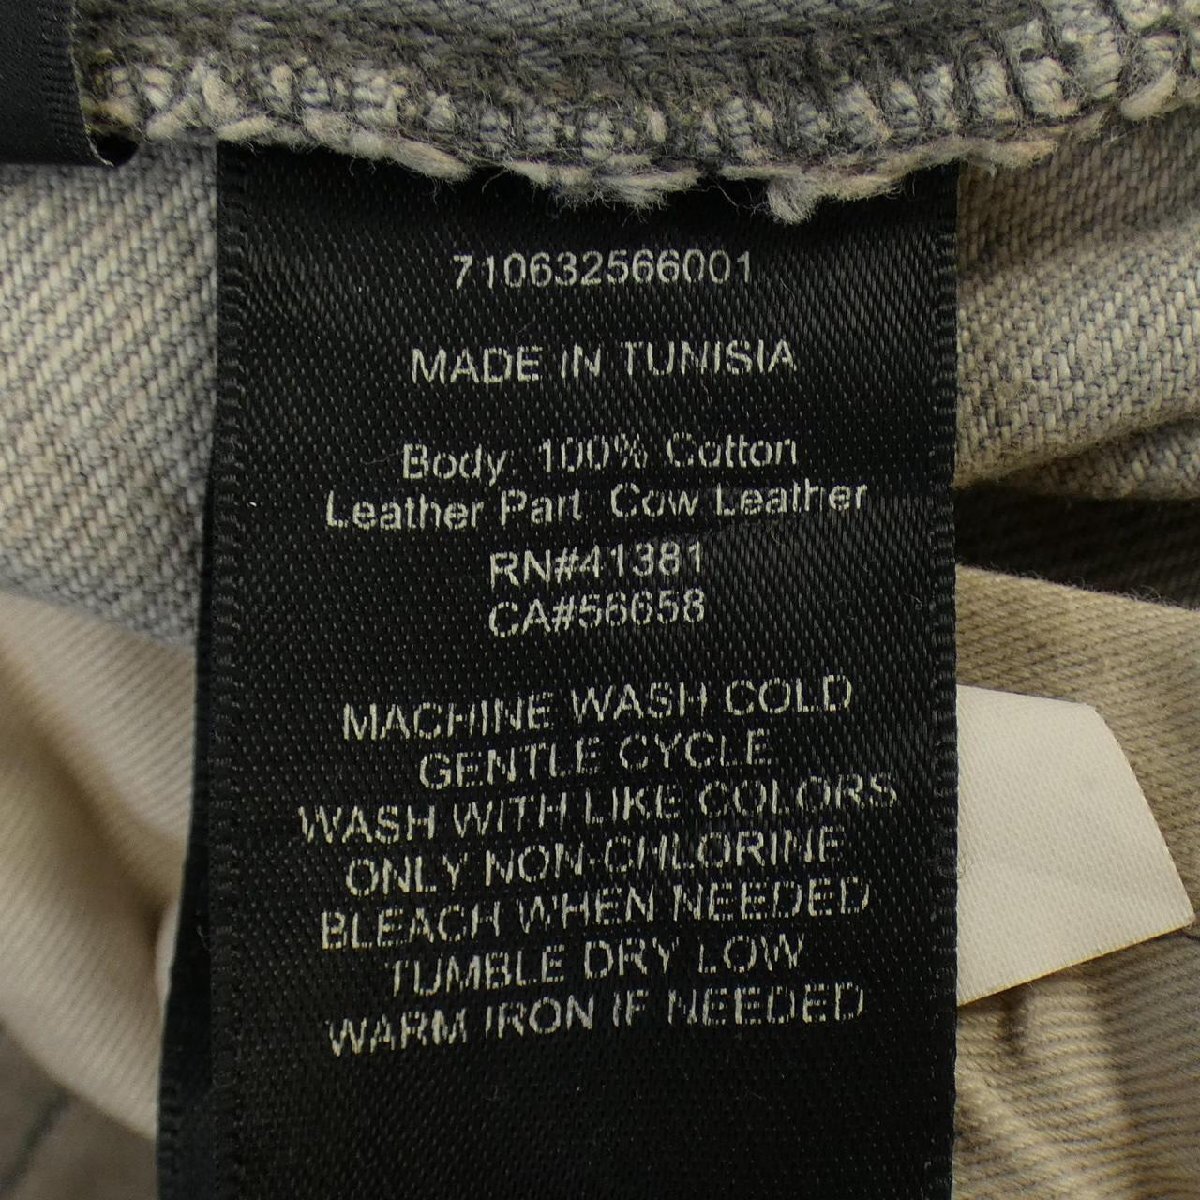 710632566001
MADE IN TUNISIA
Body: 100% Cotton
Leather Part: Cow Leather
RN#41381
CA#56658
MACHINE WASH COLD
GENTLE CYCLE
WASH WITH LIKE COLORS
ONLY NON-CHLORINE
BLEACH WHEN NEEDED
TUMBLE DRY LOW
WARM IRON IF NEEDED